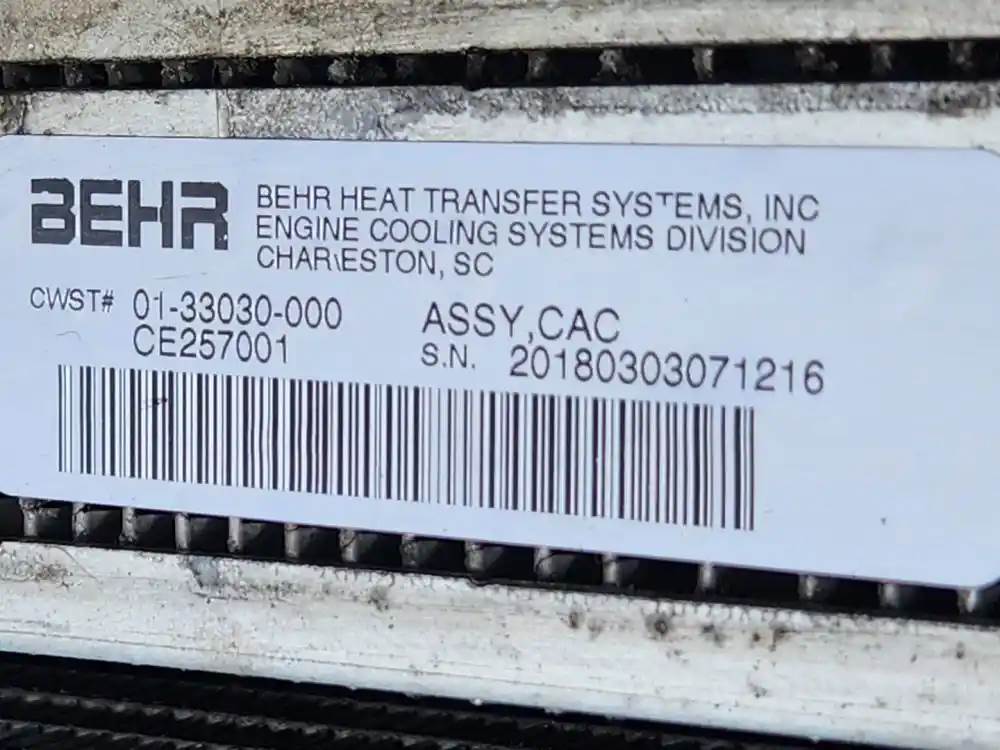 BEHR
BEHR HEAT TRANSFER SYSTEMS, INC
ENGINE COOLING SYSTEMS DIVISION
CHARLESTON, SC
CWST# 01-33030-000 ASSY,CAC
CE257001 S.N. 20180303071216